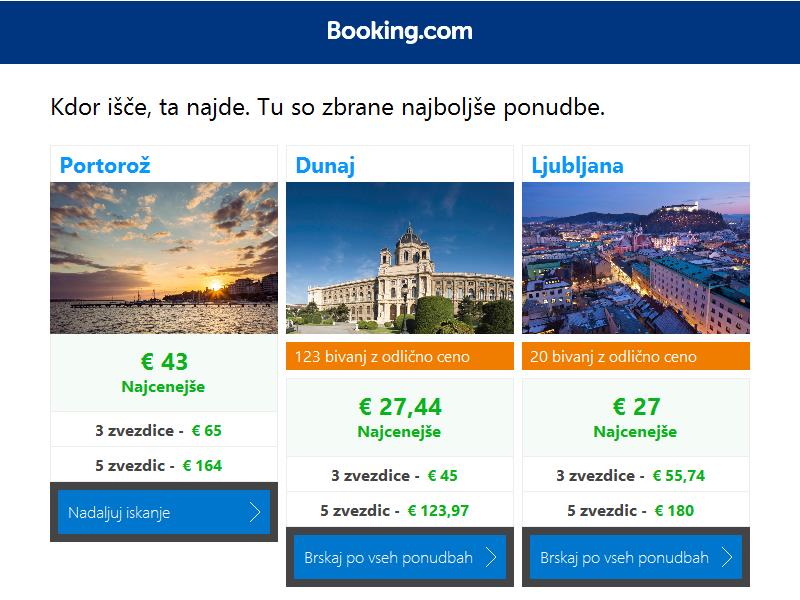 Booking.com
Kdor išče, ta najde. Tu so zbrane najboljše ponudbe.
Portorož
€ 43
Najcenejše
3 zvezdice - € 65
5 zvezdic - € 164
Nadaljuj iskanje
Dunaj
123 bivanj z odlično ceno
€ 27,44
Najcenejše
3 zvezdice - € 45
5 zvezdic - € 123,97
Brskaj po vseh ponudbah
Ljubljana
20 bivanj z odlično ceno
€ 27
Najcenejše
3 zvezdice - € 55,74
5 zvezdic - € 180
Brskaj po vseh ponudbah